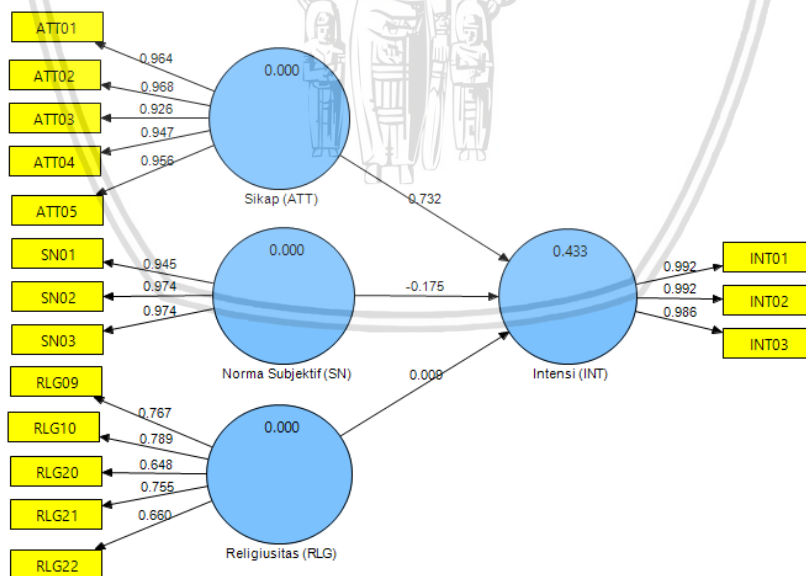 ATT01
0.964
ATT02
0.968
ATT03
0.926
ATT04
0.947
ATT05
0.956
0.000
Sikap (ATT)
0.732
SN01
0.945
SN02
0.974
SN03
0.974
0.000
Norma Subjektif (SN)
-0.175
RLG09
0.767
RLG10
0.789
RLG20
0.648
RLG21
0.755
RLG22
0.660
0.000
Religiusitas (RLG)
0.009
0.433
Intensi (INT)
0.992
INT01
0.992
INT02
0.986
INT03